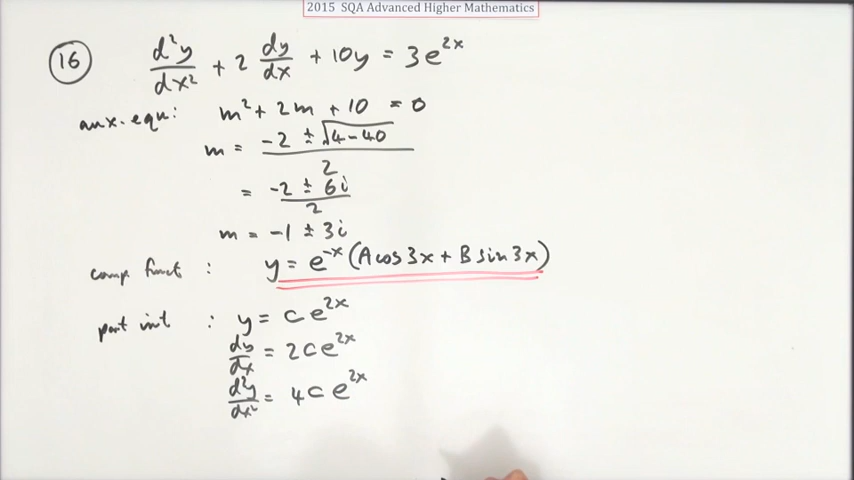 2015 SQA Advanced Higher Mathematics
16 d²y/dx² + 2 dy/dx + 10y = 3e^2x
aux. equ: m² + 2m + 10 = 0
m = (-2 ± √4-40)/2
= (-2 ± 6i)/2
m = -1 ± 3i
comp. funct : y = e^-x (A cos 3x + B sin 3x)
part int : y = Ce^2x
dy/dx = 2Ce^2x
d²y/dx² = 4Ce^2x